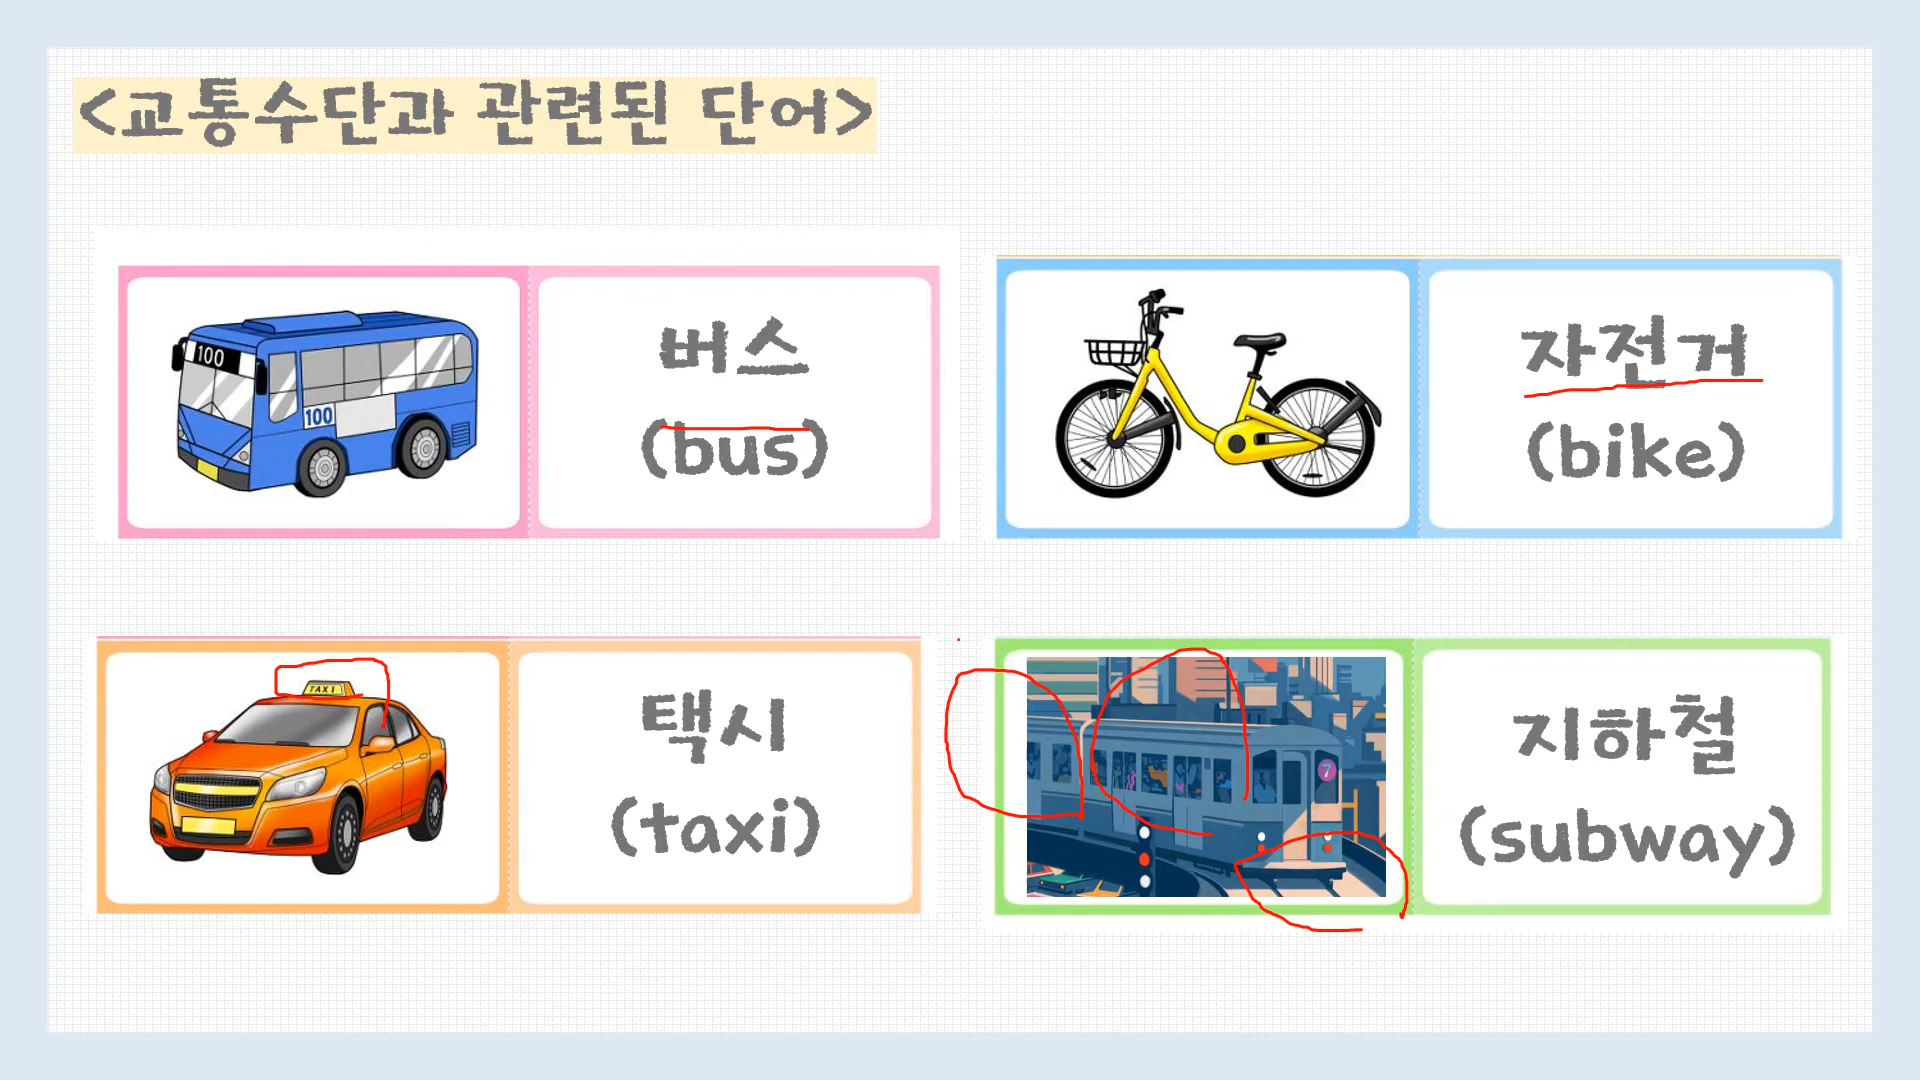 <교통수단과 관련된 단어>
100
100
버스
(bus)
자전거
(bike)
TAXI
택시
(taxi)
7
지하철
(subway)